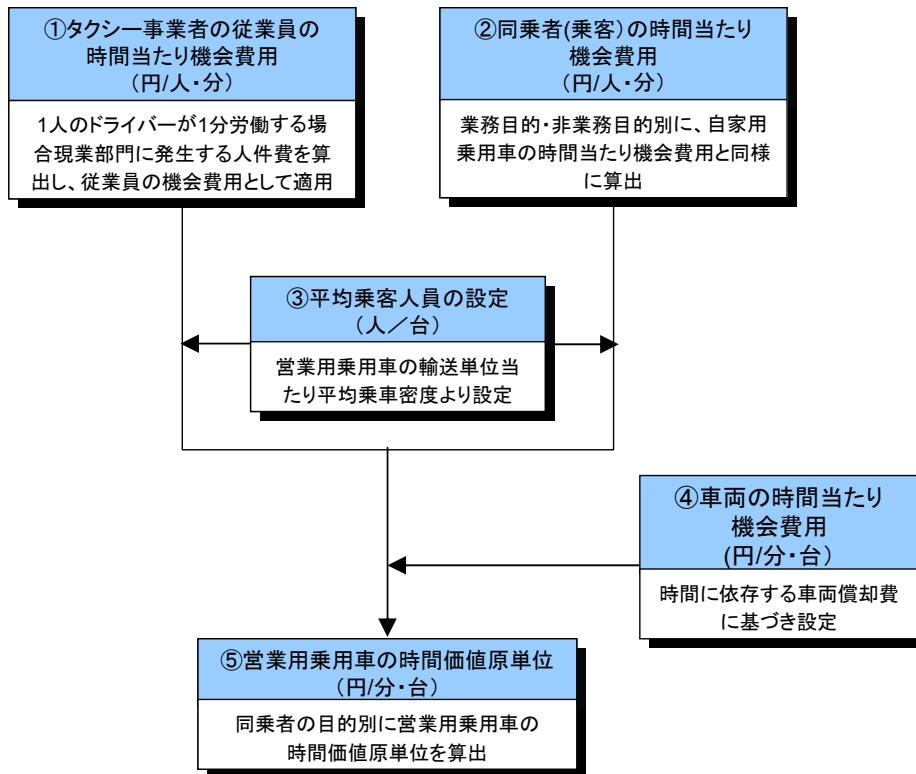 ①タクシー事業者の従業員の
時間当たり機会費用
（円/人・分）
1人のドライバーが1分労働する場
合現業部門に発生する人件費を算
出し、従業員の機会費用として適用
②同乗者(乗客)の時間当たり
機会費用
（円/人・分）
業務目的・非業務目的別に、自家用
乗用車の時間当たり機会費用と同様
に算出
③平均乗客人員の設定
（人／台）
営業用乗用車の輸送単位当
たり平均乗車密度より設定
④車両の時間当たり
機会費用
(円/分・台)
時間に依存する車両償却費
に基づき設定
⑤営業用乗用車の時間価値原単位
（円/分・台）
同乗者の目的別に営業用乗用車の
時間価値原単位を算出